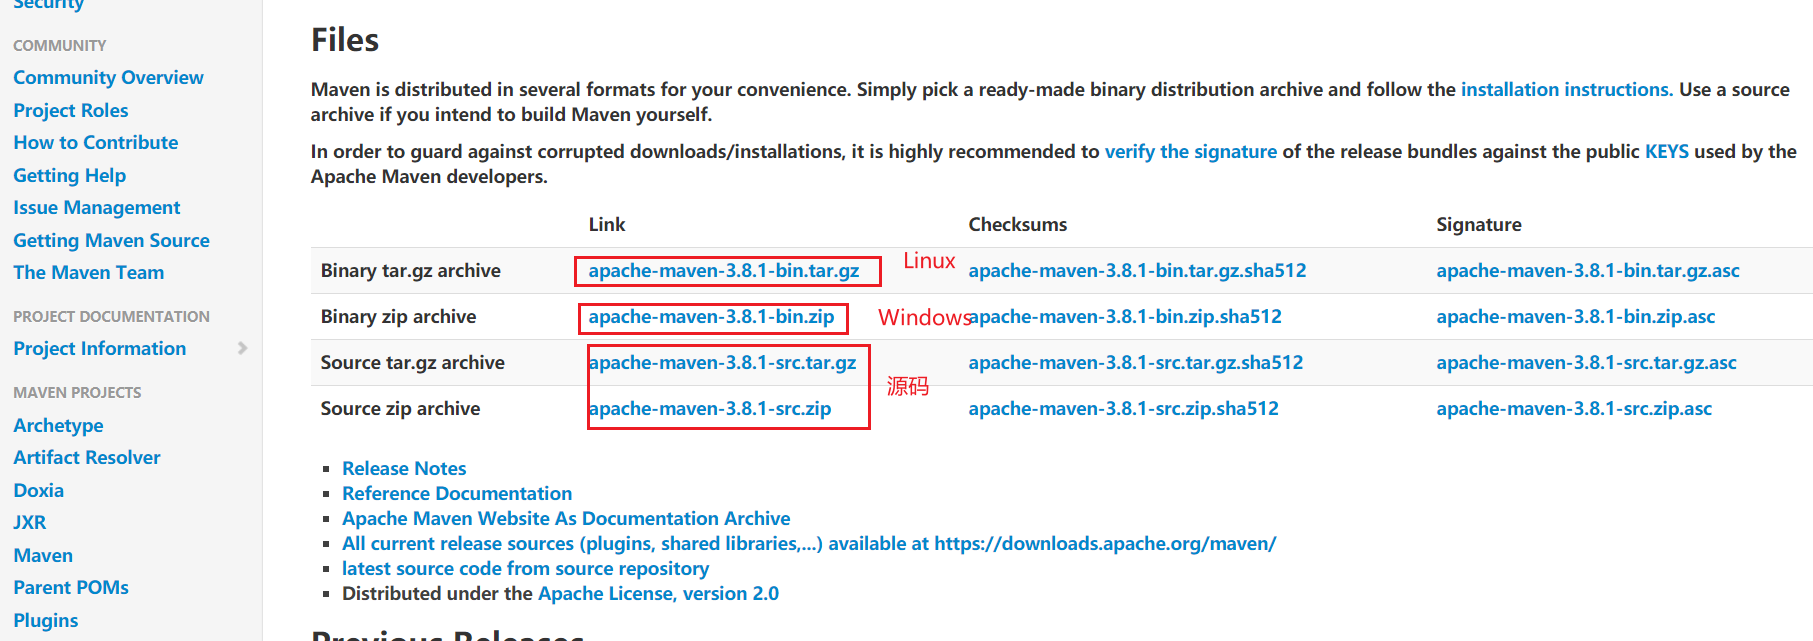 Security
COMMUNITY
Community Overview
Project Roles
How to Contribute
Getting Help
Issue Management
Getting Maven Source
The Maven Team
PROJECT DOCUMENTATION
Project Information
MAVEN PROJECTS
Archetype
Artifact Resolver
Doxia
JXR
Maven
Parent POMs
Plugins
Files
Maven is distributed in several formats for your convenience. Simply pick a ready-made binary distribution archive and follow the installation instructions. Use a source
archive if you intend to build Maven yourself.
In order to guard against corrupted downloads/installations, it is highly recommended to verify the signature of the release bundles against the public KEYS used by the
Apache Maven developers.
Link Checksums Signature
Binary tar.gz archive apache-maven-3.8.1-bin.tar.gz Linux apache-maven-3.8.1-bin.tar.gz.sha512 apache-maven-3.8.1-bin.tar.gz.asc
Binary zip archive apache-maven-3.8.1-bin.zip Windows apache-maven-3.8.1-bin.zip.sha512 apache-maven-3.8.1-bin.zip.asc
Source tar.gz archive apache-maven-3.8.1-src.tar.gz apache-maven-3.8.1-src.tar.gz.sha512 apache-maven-3.8.1-src.tar.gz.asc
源码
Source zip archive apache-maven-3.8.1-src.zip apache-maven-3.8.1-src.zip.sha512 apache-maven-3.8.1-src.zip.asc
Release Notes
Reference Documentation
Apache Maven Website As Documentation Archive
All current release sources (plugins, shared libraries,...) available at https://downloads.apache.org/maven/
latest source code from source repository
Distributed under the Apache License, version 2.0
Previous Releases